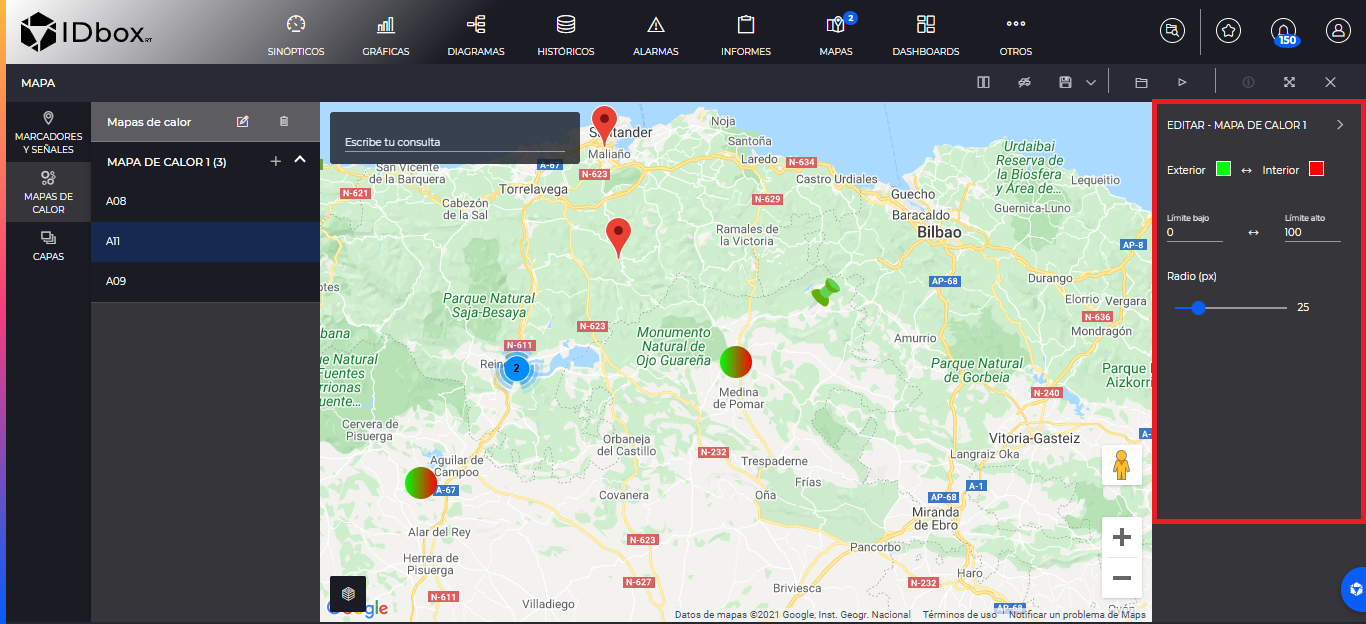 IDbox RT
SINÓPTICOS
GRÁFICAS
DIAGRAMAS
HISTÓRICOS
ALARMAS
INFORMES
2
MAPAS
DASHBOARDS
OTROS
150
MAPA
MARCADORES
Y SEÑALES
MAPAS DE
CALOR
CAPAS
Mapas de calor
MAPA DE CALOR 1 (3)
A08
A11
A09
Escribe tu consulta
Santander
Maliaño
Noja
Santoña
Laredo
N-634
Castro Urdiales
Urdaibai
Reserva de
la Biosfera
y Área de...
Lequeitio
Guernica-Luno
San Vicente
de la Barquera
A-67
N-623
N-621
Torrelavega
Cabezón
de la Sal
N-629
Guecho
Baracaldo
Bilbao
Ramales de
la Victoria
AP-8
AP-68
Durango
Elorrio
Vergara
N-636
Mondragón
Parque Natural
Saja-Besaya
N-623
N-611
Monumento
Natural de
Ojo Guareña
Amurrio
Parque Natural
de Gorbeia
Parque
Aizkorri
2
Medina
de Pomar
N-240
Cervera de
Pisuerga
Orbaneja
del Castillo
N-232
Vitoria-Gasteiz
Langraiz Oka
Aguilar de
Campoo
A-67
Trespaderne
Frías
Covanera
Oña
A-1
AP-68
Miranda
de Ebro
Alar del Rey
N-623
Pancorbo
Herrera de
Pisuerga
N-627
N-611
Briviesca
N-232
Haro
Villadiego
AP-68
Datos de mapas ©2021 Google, Inst. Geogr. Nacional
Términos de uso
Notificar un problema de Maps
EDITAR - MAPA DE CALOR 1
Exterior
Interior
Límite bajo
Límite alto
0
100
Radio (px)
25